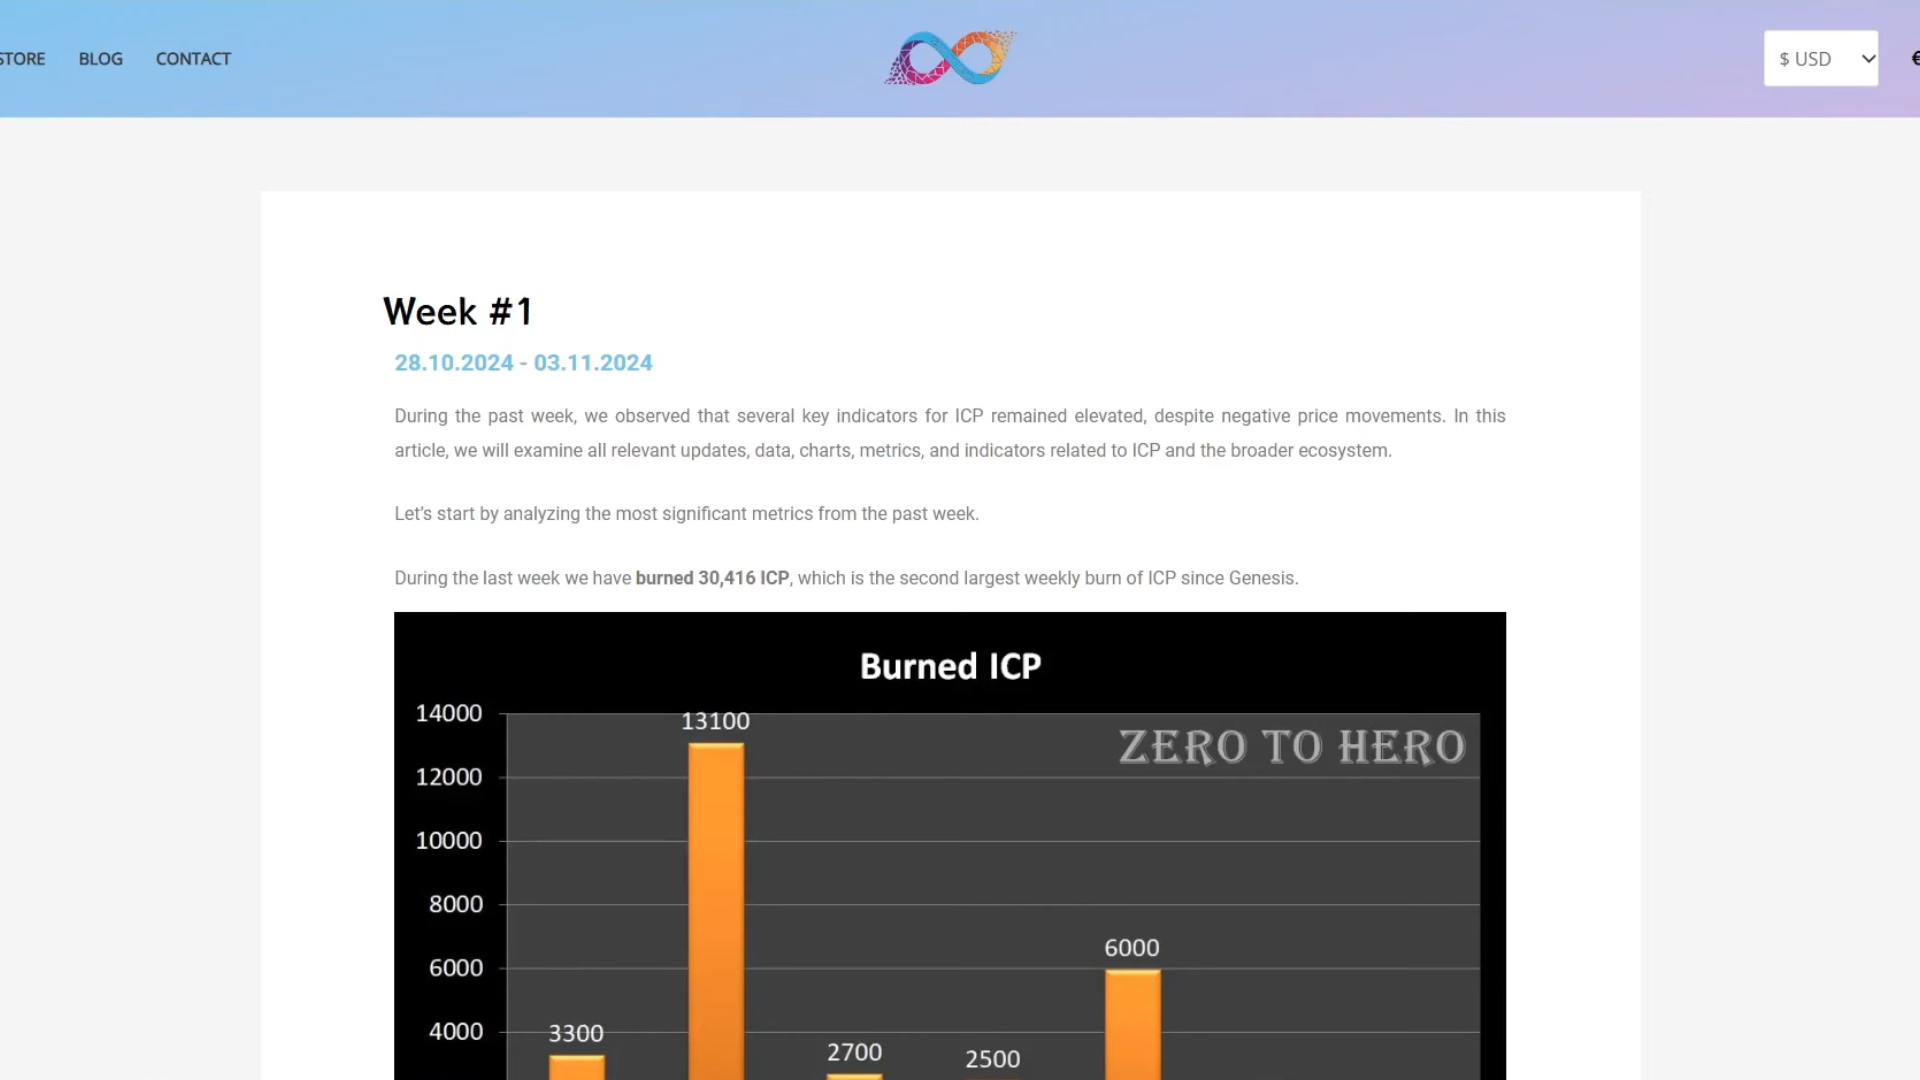 STORE BLOG CONTACT $ USD €
Week #1
28.10.2024 - 03.11.2024
During the past week, we observed that several key indicators for ICP remained elevated, despite negative price movements. In this
article, we will examine all relevant updates, data, charts, metrics, and indicators related to ICP and the broader ecosystem.
Let's start by analyzing the most significant metrics from the past week.
During the last week we have burned 30,416 ICP, which is the second largest weekly burn of ICP since Genesis.
Burned ICP
14000
13100
ZERO TO HERO
12000
10000
8000
6000
6000
4000
3300
2700
2500